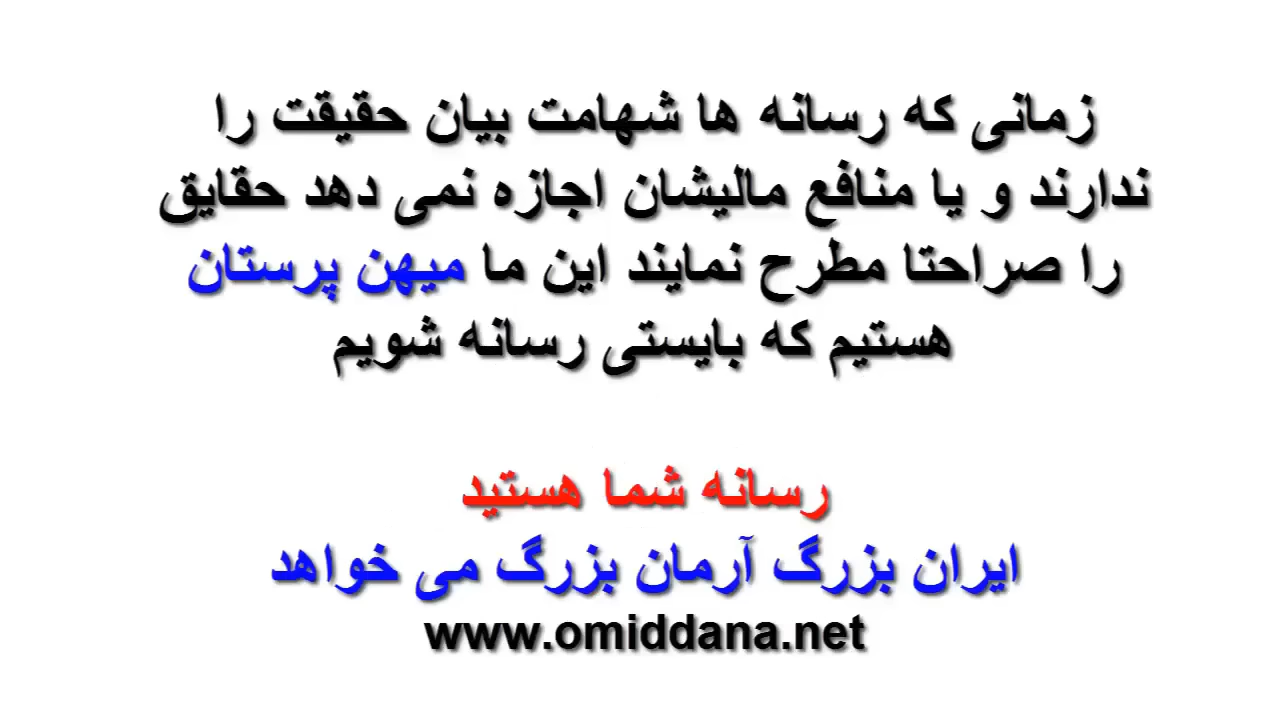 زمانی که رسانه ها شهامت بیان حقیقت را
ندارند و یا منافع مالیشان اجازه نمی دهد حقایق
را صراحتا مطرح نمایند این ما میهن پرستان
هستیم که بایستی رسانه شویم
رسانه شما هستید
ایران بزرگ آرمان بزرگ می خواهد
www.omiddana.net